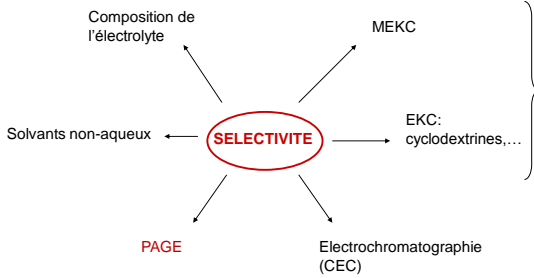 Composition de
l'électrolyte
MEKC
Solvants non-aqueux
SELECTIVITE
EKC:
cyclodextrines,...
PAGE
Electrochromatographie
(CEC)